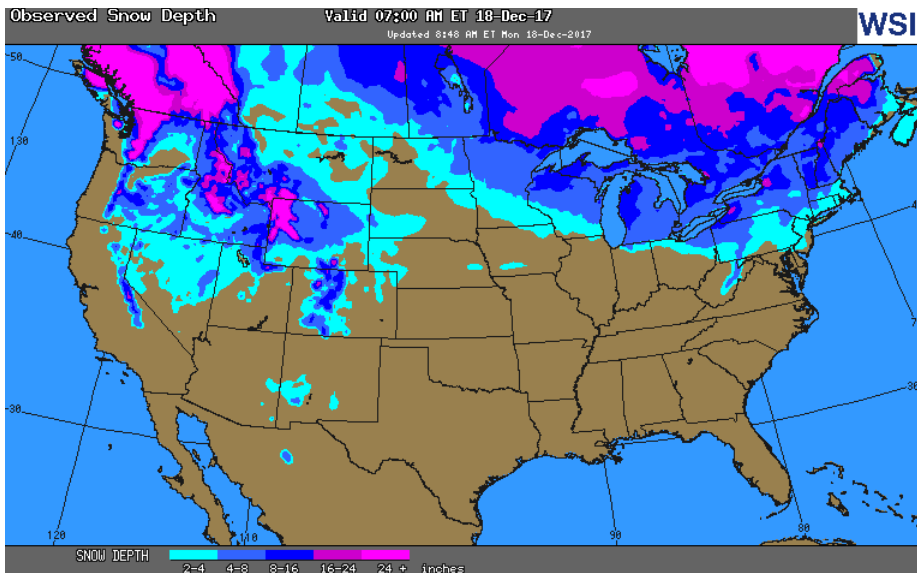 Observed Snow Depth
Valid 07:00 AM ET 18-Dec-17
Updated 8:48 AM ET Mon 18-Dec-2017
WSI
50
130
40
30
120
110
90
80
SNOW DEPTH
2-4 4-8 8-16 16-24 24 + inches